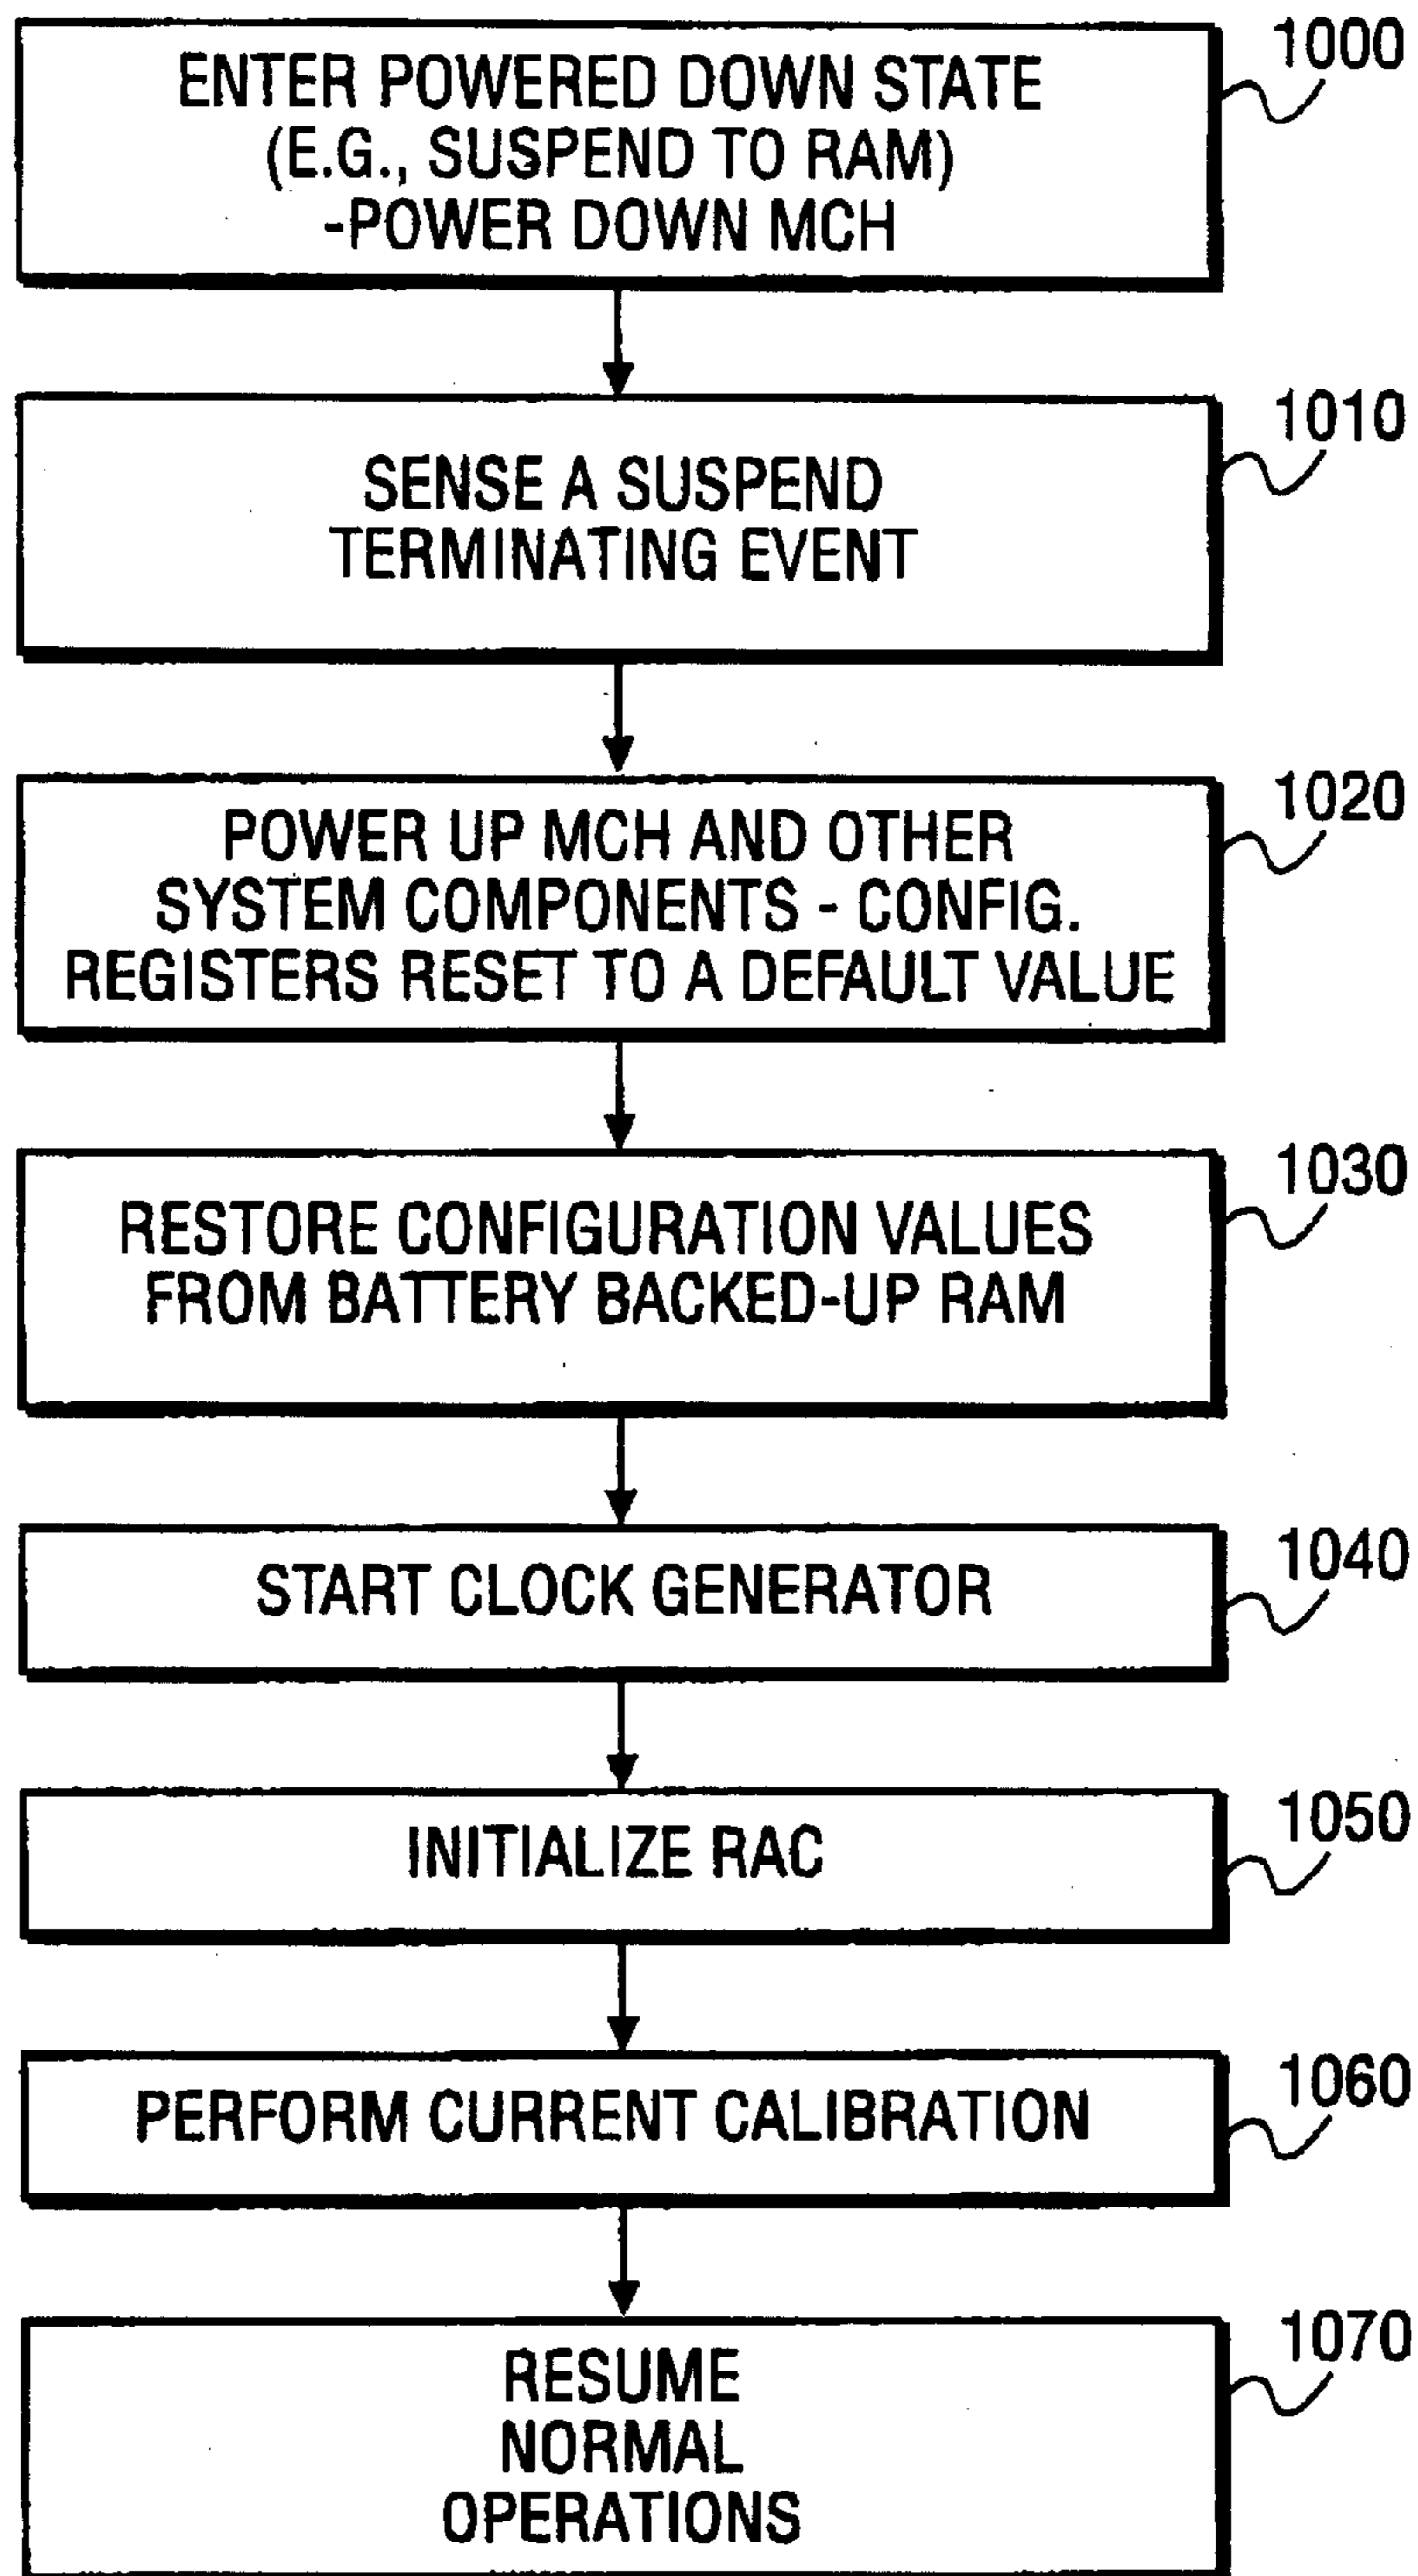 ENTER POWERED DOWN STATE
(E.G., SUSPEND TO RAM)
-POWER DOWN MCH
1000
SENSE A SUSPEND
TERMINATING EVENT
1010
POWER UP MCH AND OTHER
SYSTEM COMPONENTS - CONFIG.
REGISTERS RESET TO A DEFAULT VALUE
1020
RESTORE CONFIGURATION VALUES
FROM BATTERY BACKED-UP RAM
1030
START CLOCK GENERATOR
1040
INITIALIZE RAC
1050
PERFORM CURRENT CALIBRATION
1060
RESUME
NORMAL
OPERATIONS
1070